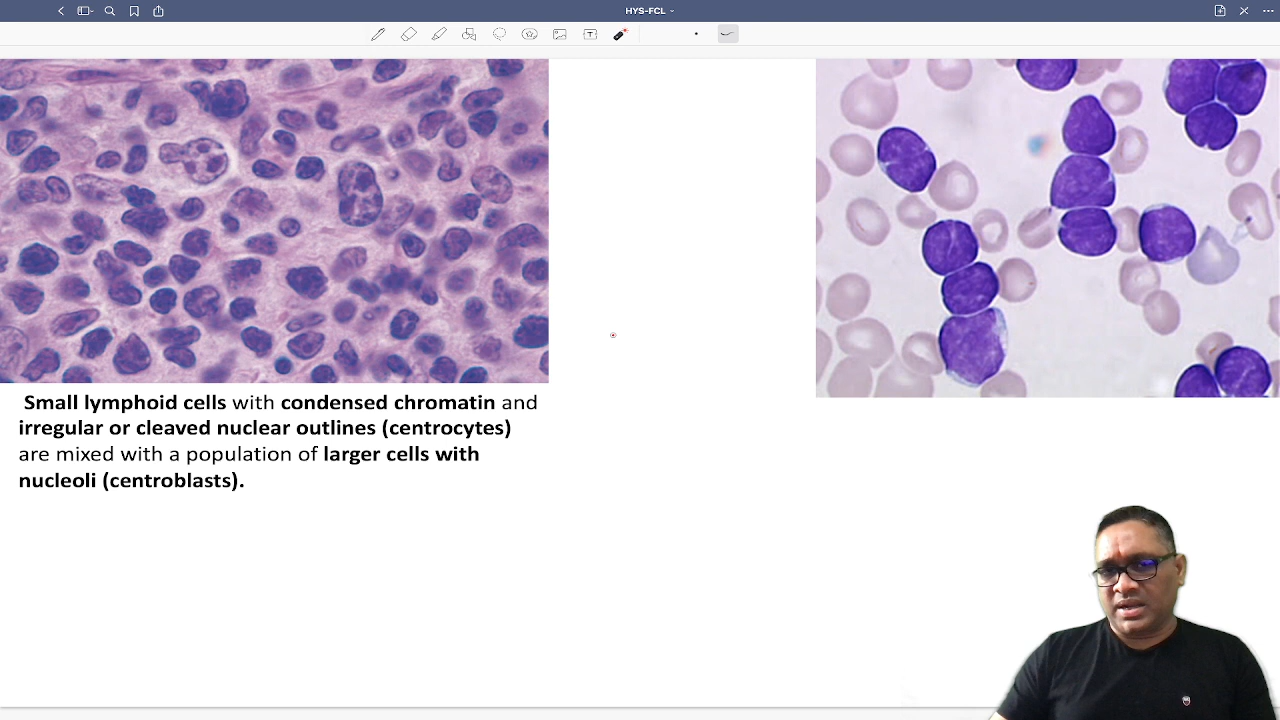 HYS-FCL
Small lymphoid cells with condensed chromatin and
irregular or cleaved nuclear outlines (centrocytes)
are mixed with a population of larger cells with
nucleoli (centroblasts).